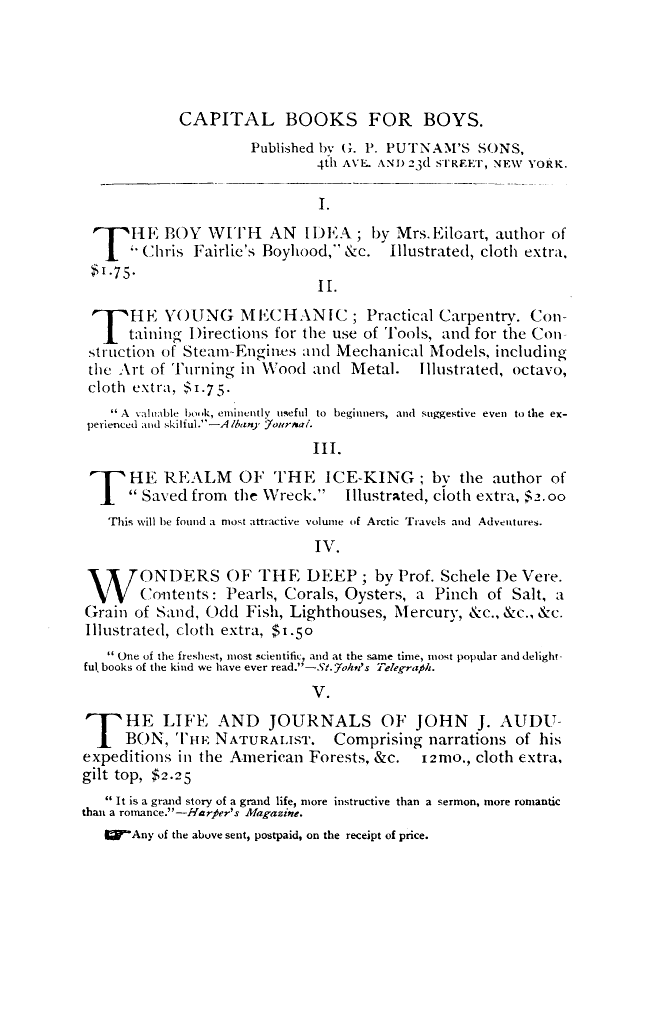 CAPITAL BOOKS FOR BOYS.
Published by G. P. PUTNAM'S SONS,
4th AVE. AND 23d STREET, NEW YORK.
I.
THE BOY WITH AN IDEA; by Mrs. Eiloart, author of
“Chris Fairlie's Boyhood,” &c. Illustrated, cloth extra,
$1.75.
II.
THE YOUNG MECHANIC; Practical Carpentry. Con-
taining Directions for the use of Tools, and for the Con-
struction of Steam-Engines and Mechanical Models, including
the Art of Turning in Wood and Metal. Illustrated, octavo,
cloth extra, $1.75.
“A valuable book, eminently useful to beginners, and suggestive even to the ex-
perienced and skilful.”—Albany Journal.
III.
THE REALM OF THE ICE-KING; by the author of
“Saved from the Wreck.” Illustrated, cloth extra, $2.00
This will be found a most attractive volume of Arctic Travels and Adventures.
IV.
WONDERS OF THE DEEP; by Prof. Schele De Vere.
Contents: Pearls, Corals, Oysters, a Pinch of Salt, a
Grain of Sand, Odd Fish, Lighthouses, Mercury, &c., &c., &c.
Illustrated, cloth extra, $1.50
“One of the freshest, most scientific, and at the same time, most popular and delight-
ful books of the kind we have ever read.”—St. John's Telegraph.
V.
THE LIFE AND JOURNALS OF JOHN J. AUDU-
BON, THE NATURALIST. Comprising narrations of his
expeditions in the American Forests, &c. 12mo., cloth extra,
gilt top, $2.25
“It is a grand story of a grand life, more instructive than a sermon, more romantic
than a romance.”—Harper's Magazine.
☞Any of the above sent, postpaid, on the receipt of price.